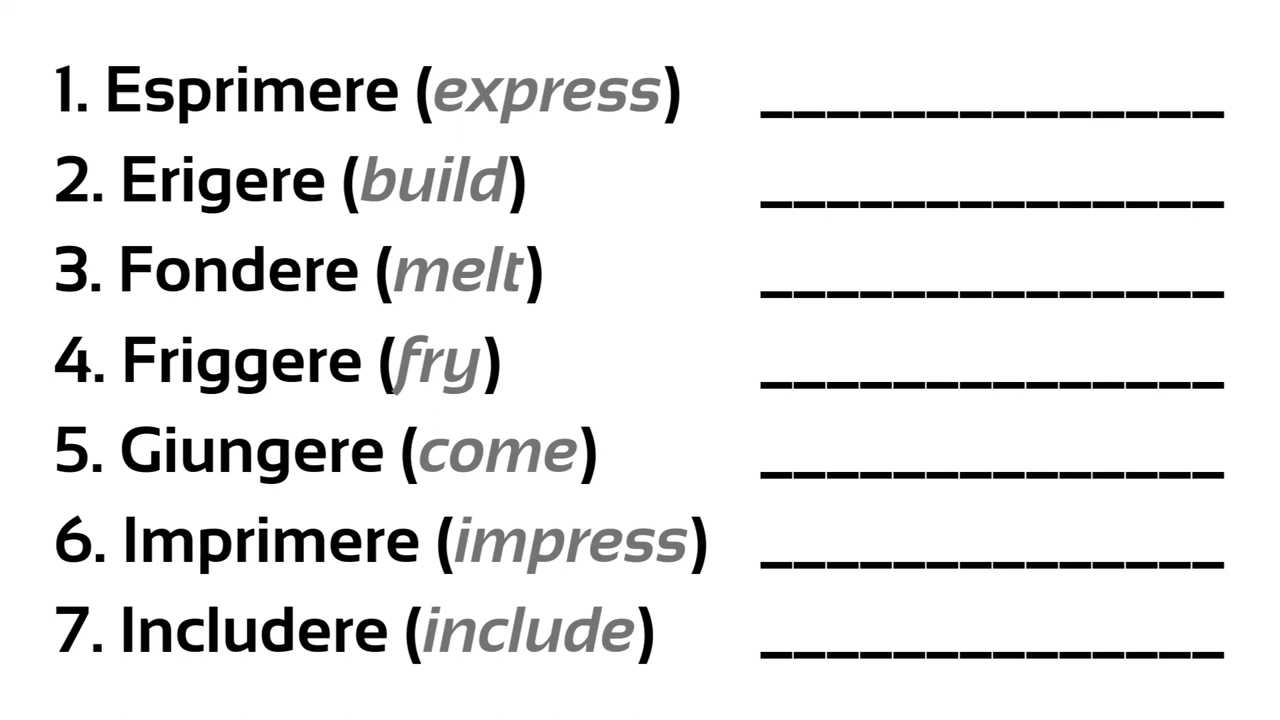 1. Esprimere (express) ______________
2. Erigere (build) ______________
3. Fondere (melt) ______________
4. Friggere (fry) ______________
5. Giungere (come) ______________
6. Imprimere (impress) ______________
7. Includere (include) ______________